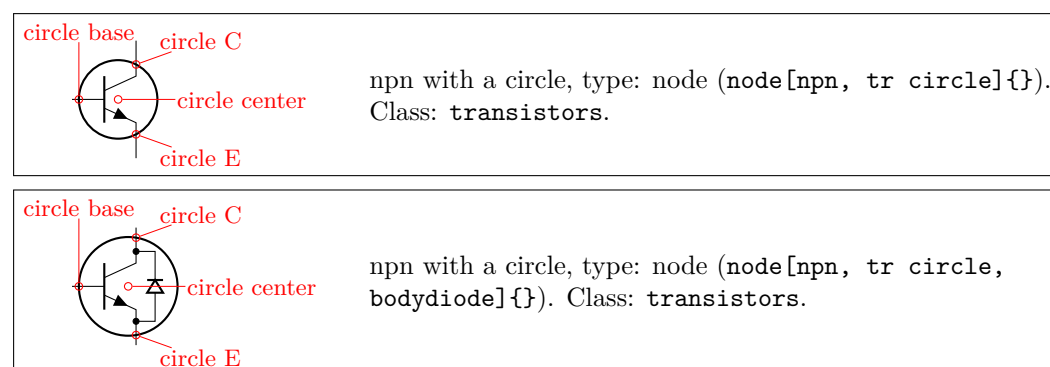 circle base
circle C
circle center
circle E
npn with a circle, type: node (node[npn, tr circle]{}).
Class: transistors.
circle base
circle C
circle center
circle E
npn with a circle, type: node (node[npn, tr circle,
bodydiode]{}). Class: transistors.